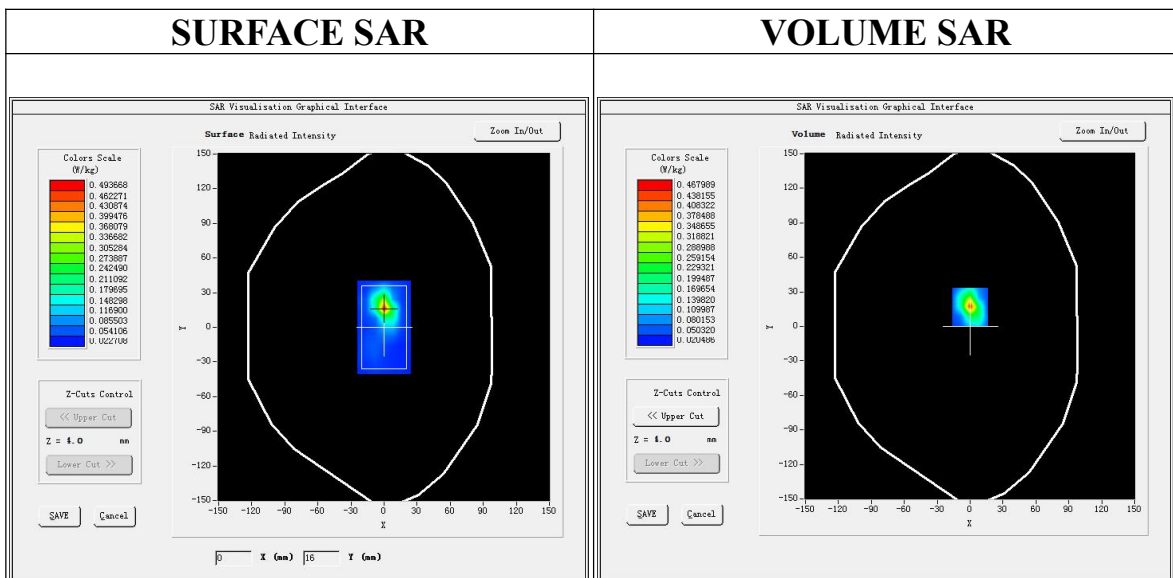 SURFACE SAR
VOLUME SAR
SAR Visualisation Graphical Interface
Surface Radiated Intensity
Zoom In/Out
Colors Scale
(W/kg)
0.493668
0.462271
0.430874
0.399476
0.368079
0.336682
0.305284
0.273887
0.242490
0.211092
0.179695
0.148298
0.116900
0.085503
0.054106
0.022708
150
120
90
60
30
0
-30
-60
-90
-120
-150
Y
-150 -120 -90 -60 -30 0 30 60 90 120 150
X
Z-Cuts Control
<< Upper Cut
Z = 4.0 mm
Lower Cut >>
SAVE Cancel
0 X (mm) 16 Y (mm)
SAR Visualisation Graphical Interface
Volume Radiated Intensity
Zoom In/Out
Colors Scale
(W/kg)
0.467989
0.438155
0.408322
0.378488
0.348655
0.318821
0.288988
0.259154
0.229321
0.199487
0.169654
0.139820
0.109987
0.080153
0.050320
0.020486
150
120
90
60
30
0
-30
-60
-90
-120
-150
Y
-150 -120 -90 -60 -30 0 30 60 90 120 150
X
Z-Cuts Control
<< Upper Cut
Z = 4.0 mm
Lower Cut >>
SAVE Cancel